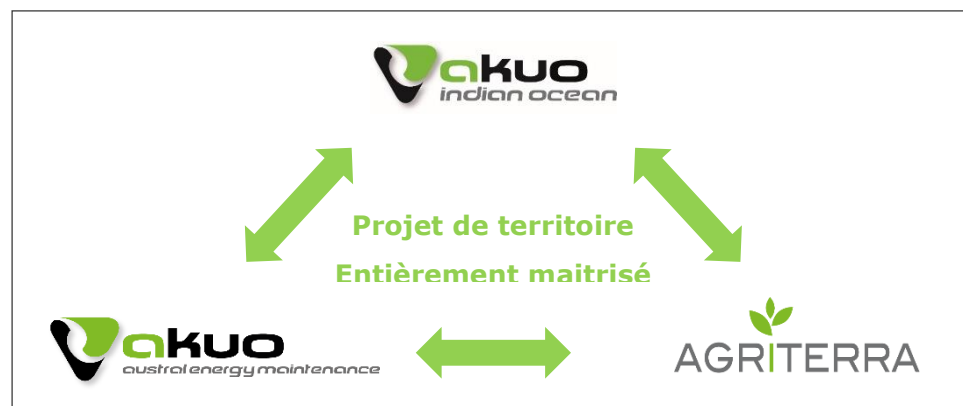 akuo
indian ocean
Projet de territoire
Entièrement maitrisé
akuo
austral energy maintenance
AGRITERRA